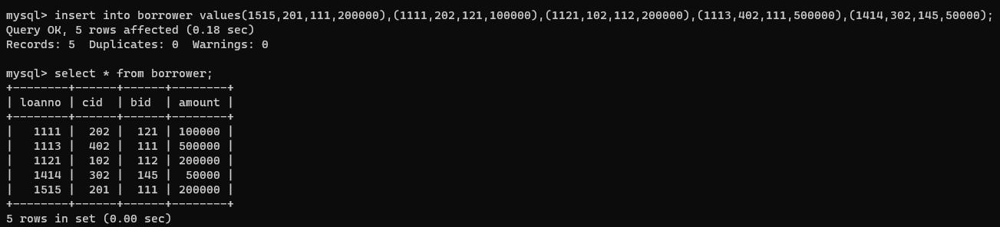 mysql> insert into borrower values(1515,201,111,200000),(1111,202,121,100000),(1121,102,112,200000),(1113,402,111,500000),(1414,302,145,50000);
Query OK, 5 rows affected (0.18 sec)
Records: 5  Duplicates: 0  Warnings: 0

mysql> select * from borrower;
+--------+------+------+--------+
| loanno | cid  | bid  | amount |
+--------+------+------+--------+
|   1111 |  202 |  121 | 100000 |
|   1113 |  402 |  111 | 500000 |
|   1121 |  102 |  112 | 200000 |
|   1414 |  302 |  145 |  50000 |
|   1515 |  201 |  111 | 200000 |
+--------+------+------+--------+
5 rows in set (0.00 sec)